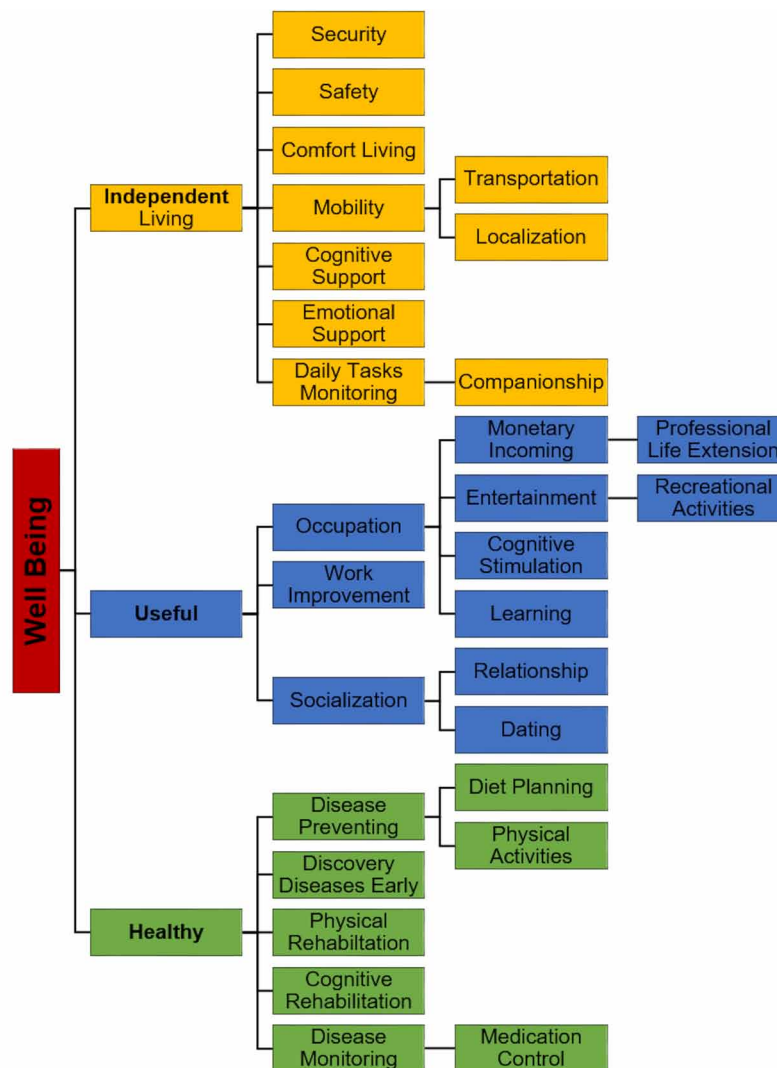 Well Being
Independent
Living
Security
Safety
Comfort Living
Mobility
Transportation
Localization
Cognitive
Support
Emotional
Support
Daily Tasks
Monitoring
Companionship
Useful
Occupation
Monetary
Incoming
Professional
Life Extension
Entertainment
Recreational
Activities
Cognitive
Stimulation
Learning
Work
Improvement
Socialization
Relationship
Dating
Healthy
Disease
Preventing
Diet Planning
Physical
Activities
Discovery
Diseases Early
Physical
Rehabiltation
Cognitive
Rehabilitation
Disease
Monitoring
Medication
Control